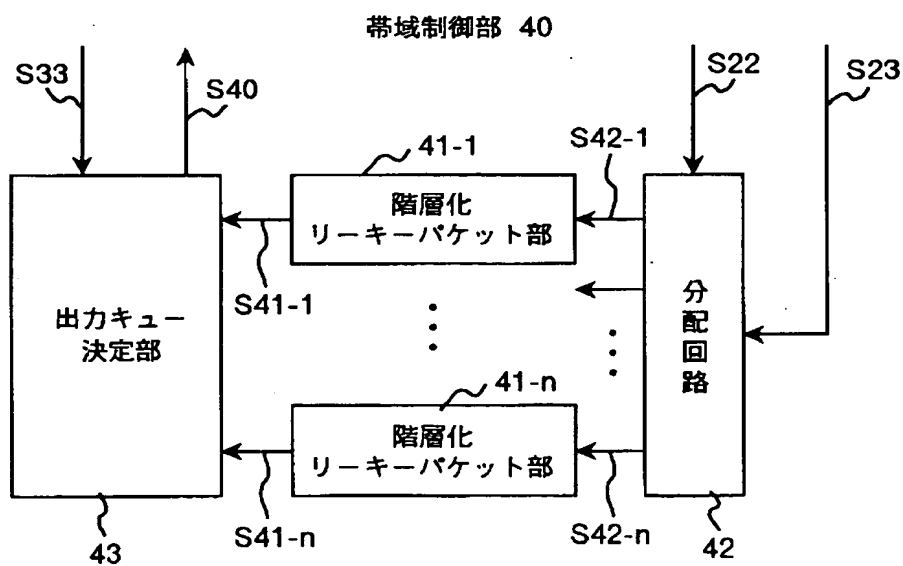 帯域制御部 40
S33
S40
S22
S23
41-1
S42-1
階層化
リーキーパケット部
S41-1
出力キュー
決定部
分配回路
41-n
階層化
リーキーパケット部
43
S41-n
S42-n
42